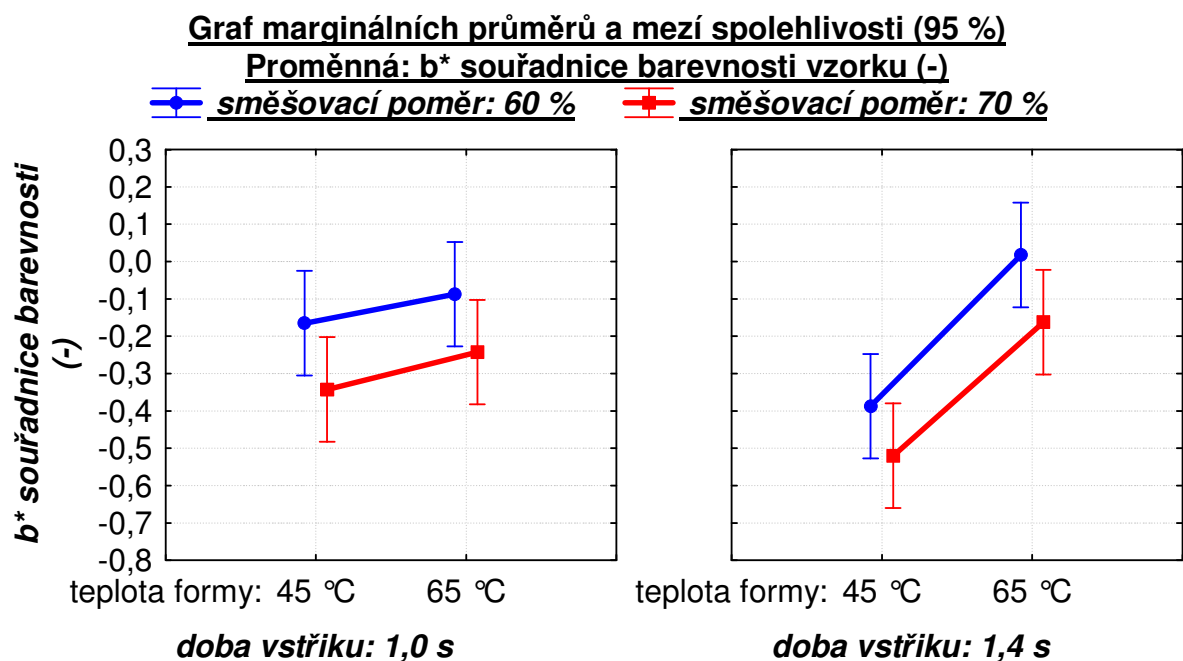 Graf marginálních průměrů a mezí spolehlivosti (95 %)
Proměnná: b* souřadnice barevnosti vzorku (-)
směšovací poměr: 60 %
směšovací poměr: 70 %
b* souřadnice barevnosti
(-)
0,3
0,2
0,1
0,0
-0,1
-0,2
-0,3
-0,4
-0,5
-0,6
-0,7
-0,8
teplota formy: 45 °C 65 °C
doba vstřiku: 1,0 s
teplota formy: 45 °C 65 °C
doba vstřiku: 1,4 s